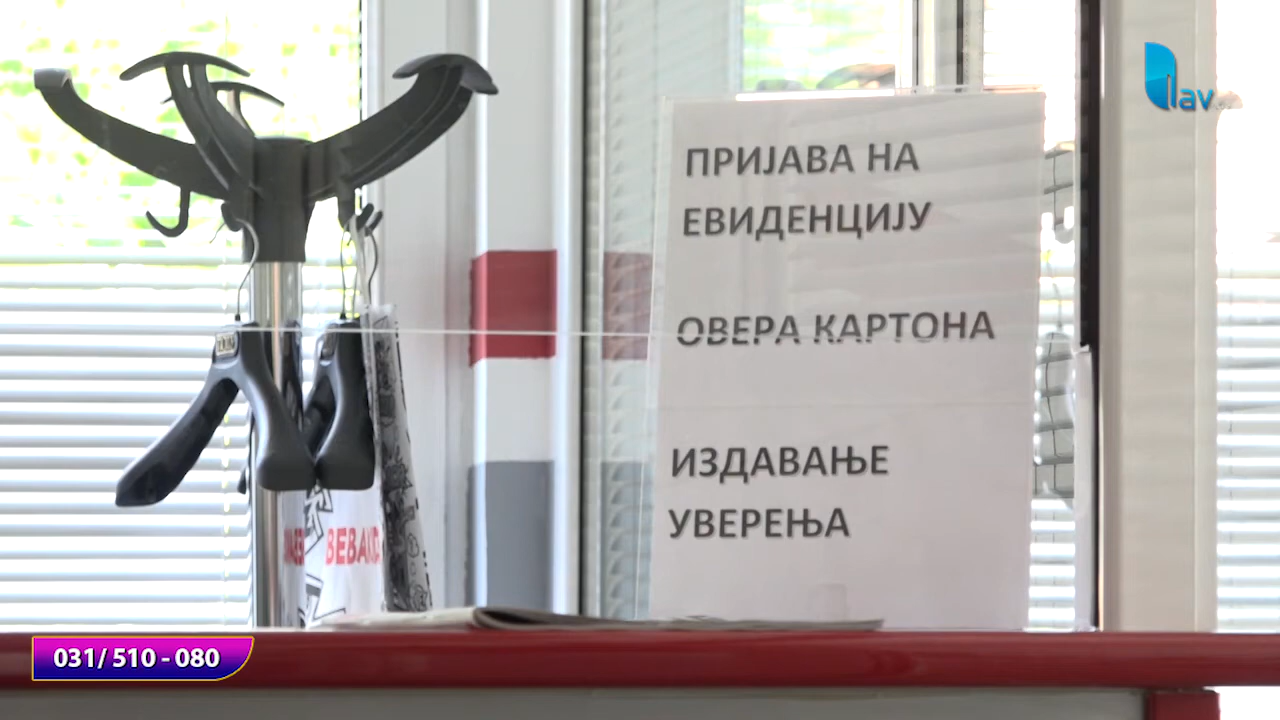 lav
ПРИЈАВА НА
ЕВИДЕНЦИЈУ
ОВЕРА КАРТОНА
ИЗДАВАЊЕ
УВЕРЕЊА
031/ 510 - 080